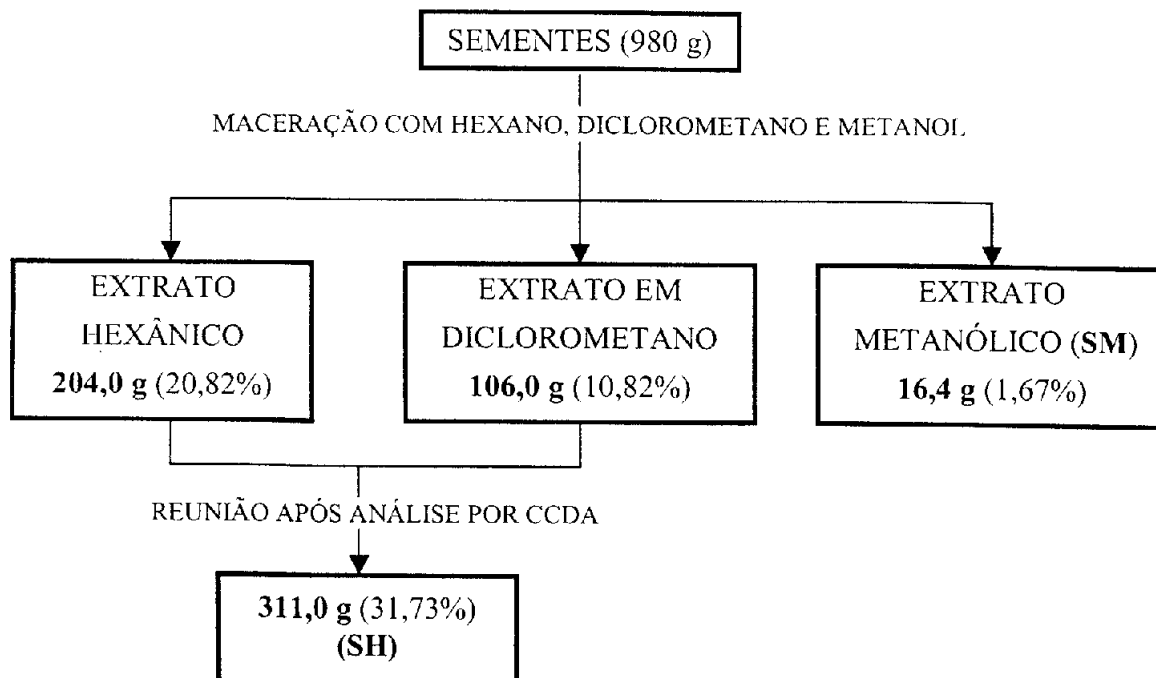 SEMENTES (980 g)
MACERAÇÃO COM HEXANO, DICLOROMETANO E METANOL
EXTRATO
HEXÂNICO
204,0 g (20,82%)
EXTRATO EM
DICLOROMETANO
106,0 g (10,82%)
EXTRATO
METANÓLICO (SM)
16,4 g (1,67%)
REUNIÃO APÓS ANÁLISE POR CCDA
311,0 g (31,73%)
(SH)